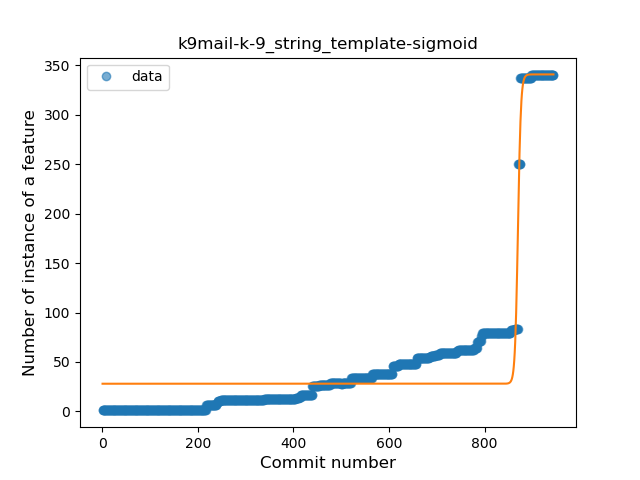 k9mail-k-9_string_template-sigmoid
data
Number of instance of a feature
350
300
250
200
150
100
50
0
0 200 400 600 800
Commit number